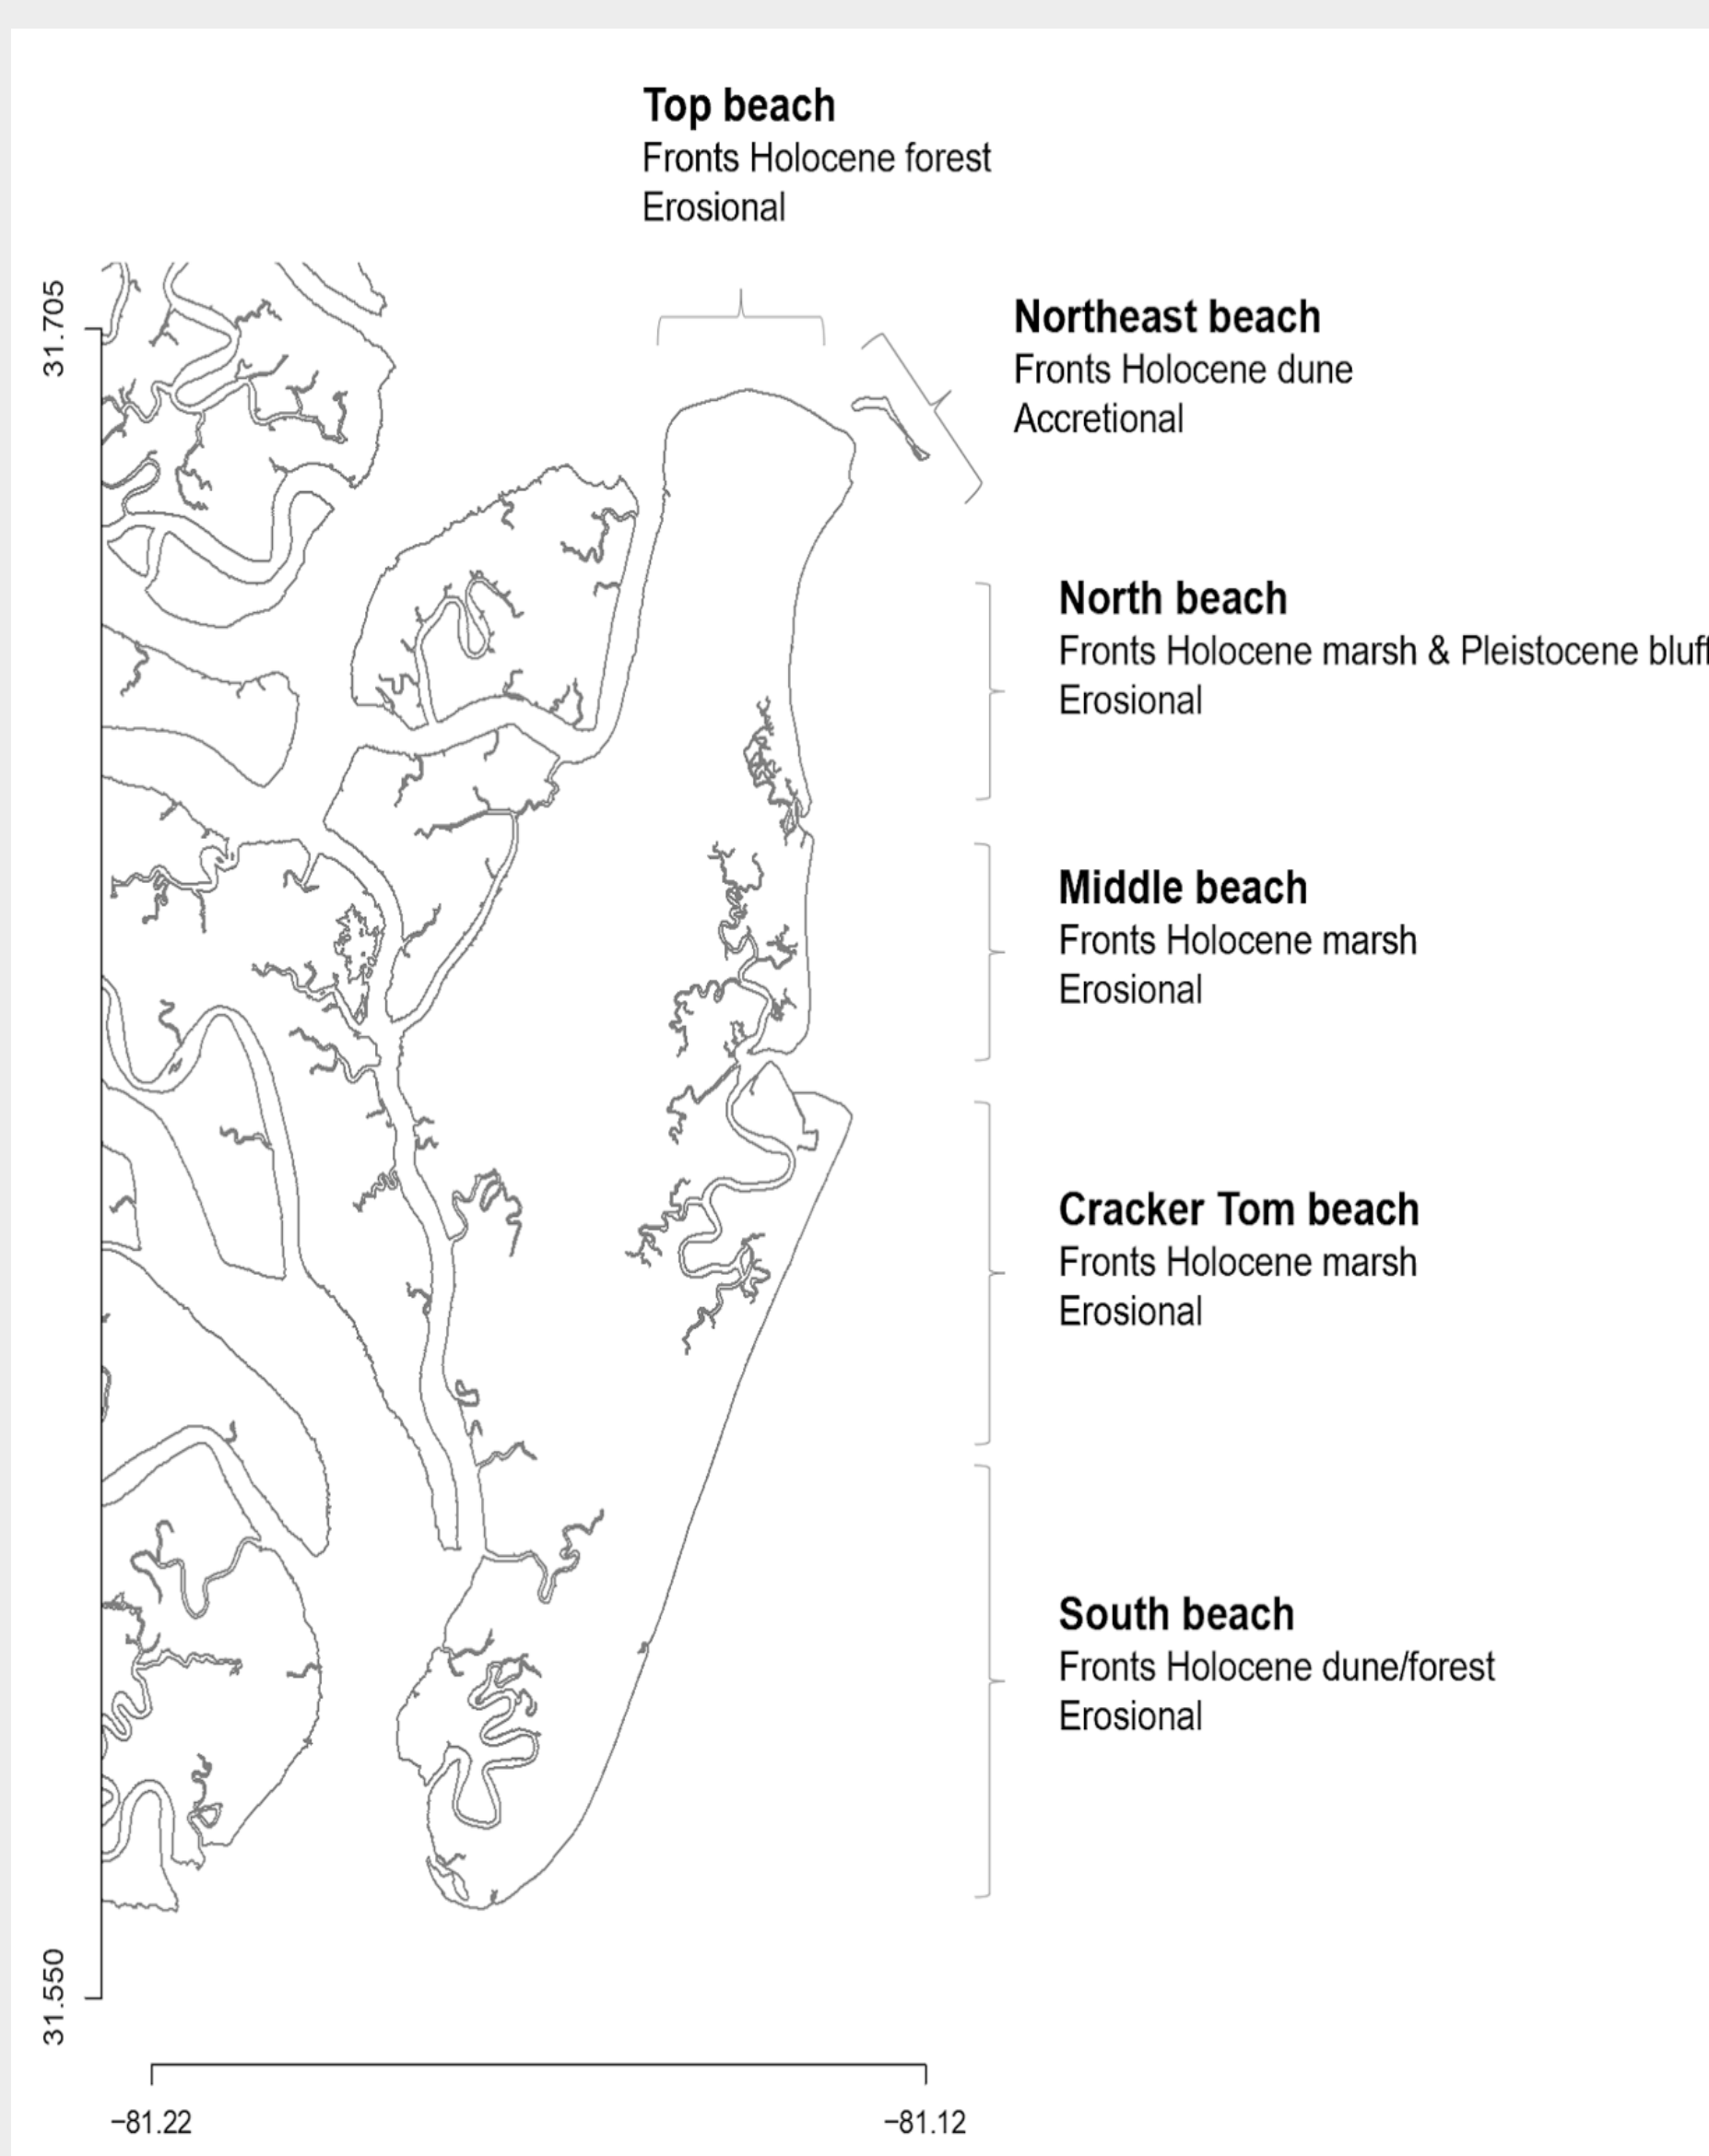 Top beach
Fronts Holocene forest
Erosional
31.705
Northeast beach
Fronts Holocene dune
Accretional
North beach
Fronts Holocene marsh & Pleistocene bluff
Erosional
Middle beach
Fronts Holocene marsh
Erosional
Cracker Tom beach
Fronts Holocene marsh
Erosional
South beach
Fronts Holocene dune/forest
Erosional
31.550
−81.22
−81.12